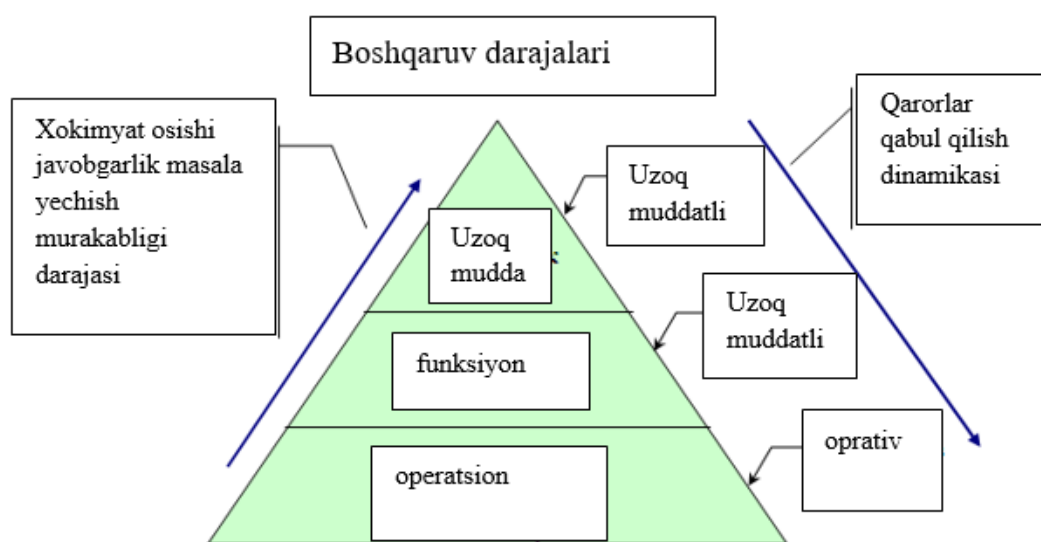 Boshqaruv darajalari
Xokimyat osishi
javobgarlik masala
yechish
murakabligi
darajasi
Qarorlar
qabul qilish
dinamikasi
Uzoq
muddatli
Uzoq
mudda
Uzoq
muddatli
funksiyon
oprativ
operatsion